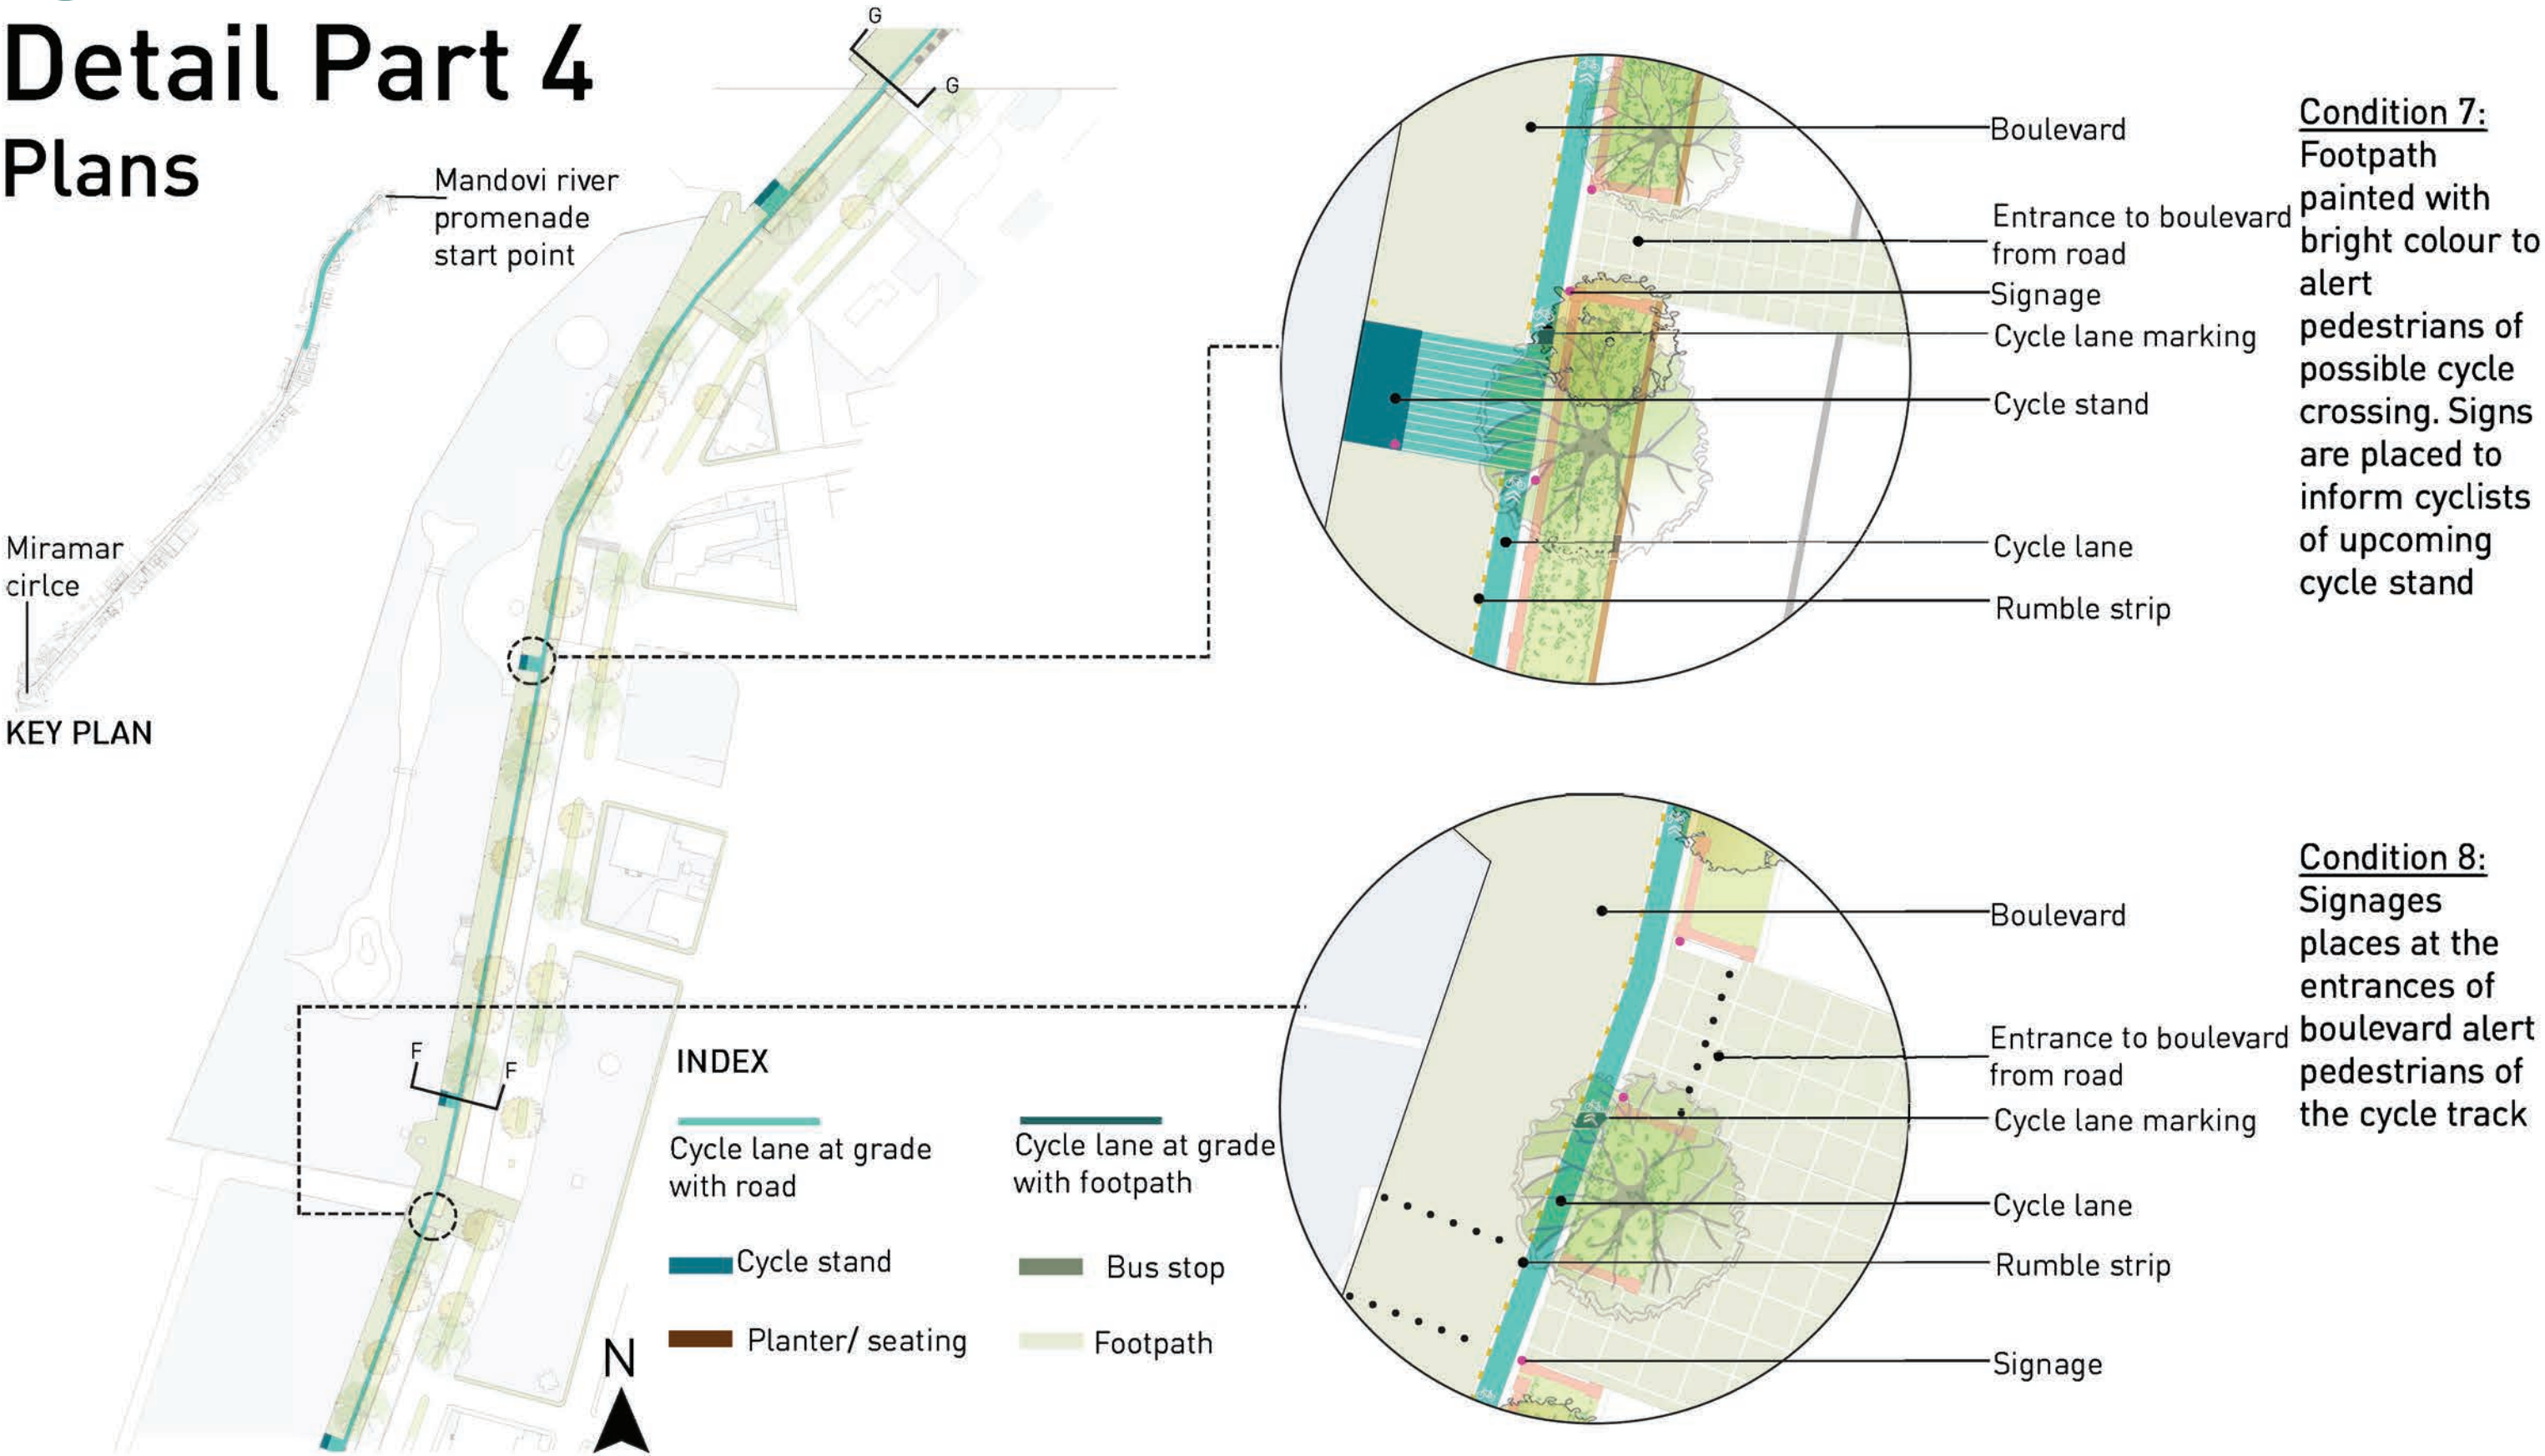 Detail Part 4
Plans
Mandovi river
promenade
start point
Miramar
cirlce
KEY PLAN
G
G
F
F
INDEX
Cycle lane at grade
with road
Cycle lane at grade
with footpath
Cycle stand
Bus stop
Planter/ seating
Footpath
N
Boulevard
Entrance to boulevard
from road
Signage
Cycle lane marking
Cycle stand
Cycle lane
Rumble strip
Condition 7:
Footpath
painted with
bright colour to
alert
pedestrians of
possible cycle
crossing. Signs
are placed to
inform cyclists
of upcoming
cycle stand
Boulevard
Entrance to boulevard
from road
Cycle lane marking
Cycle lane
Rumble strip
Signage
Condition 8:
Signages
places at the
entrances of
boulevard alert
pedestrians of
the cycle track